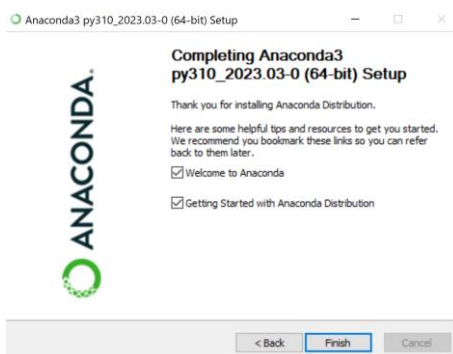 Anaconda3 py310_2023.03-0 (64-bit) Setup
ANACONDA.
Completing Anaconda3
py310_2023.03-0 (64-bit) Setup
Thank you for installing Anaconda Distribution.
Here are some helpful tips and resources to get you started.
We recommend you bookmark these links so you can refer
back to them later.
Welcome to Anaconda
Getting Started with Anaconda Distribution
< Back
Finish
Cancel